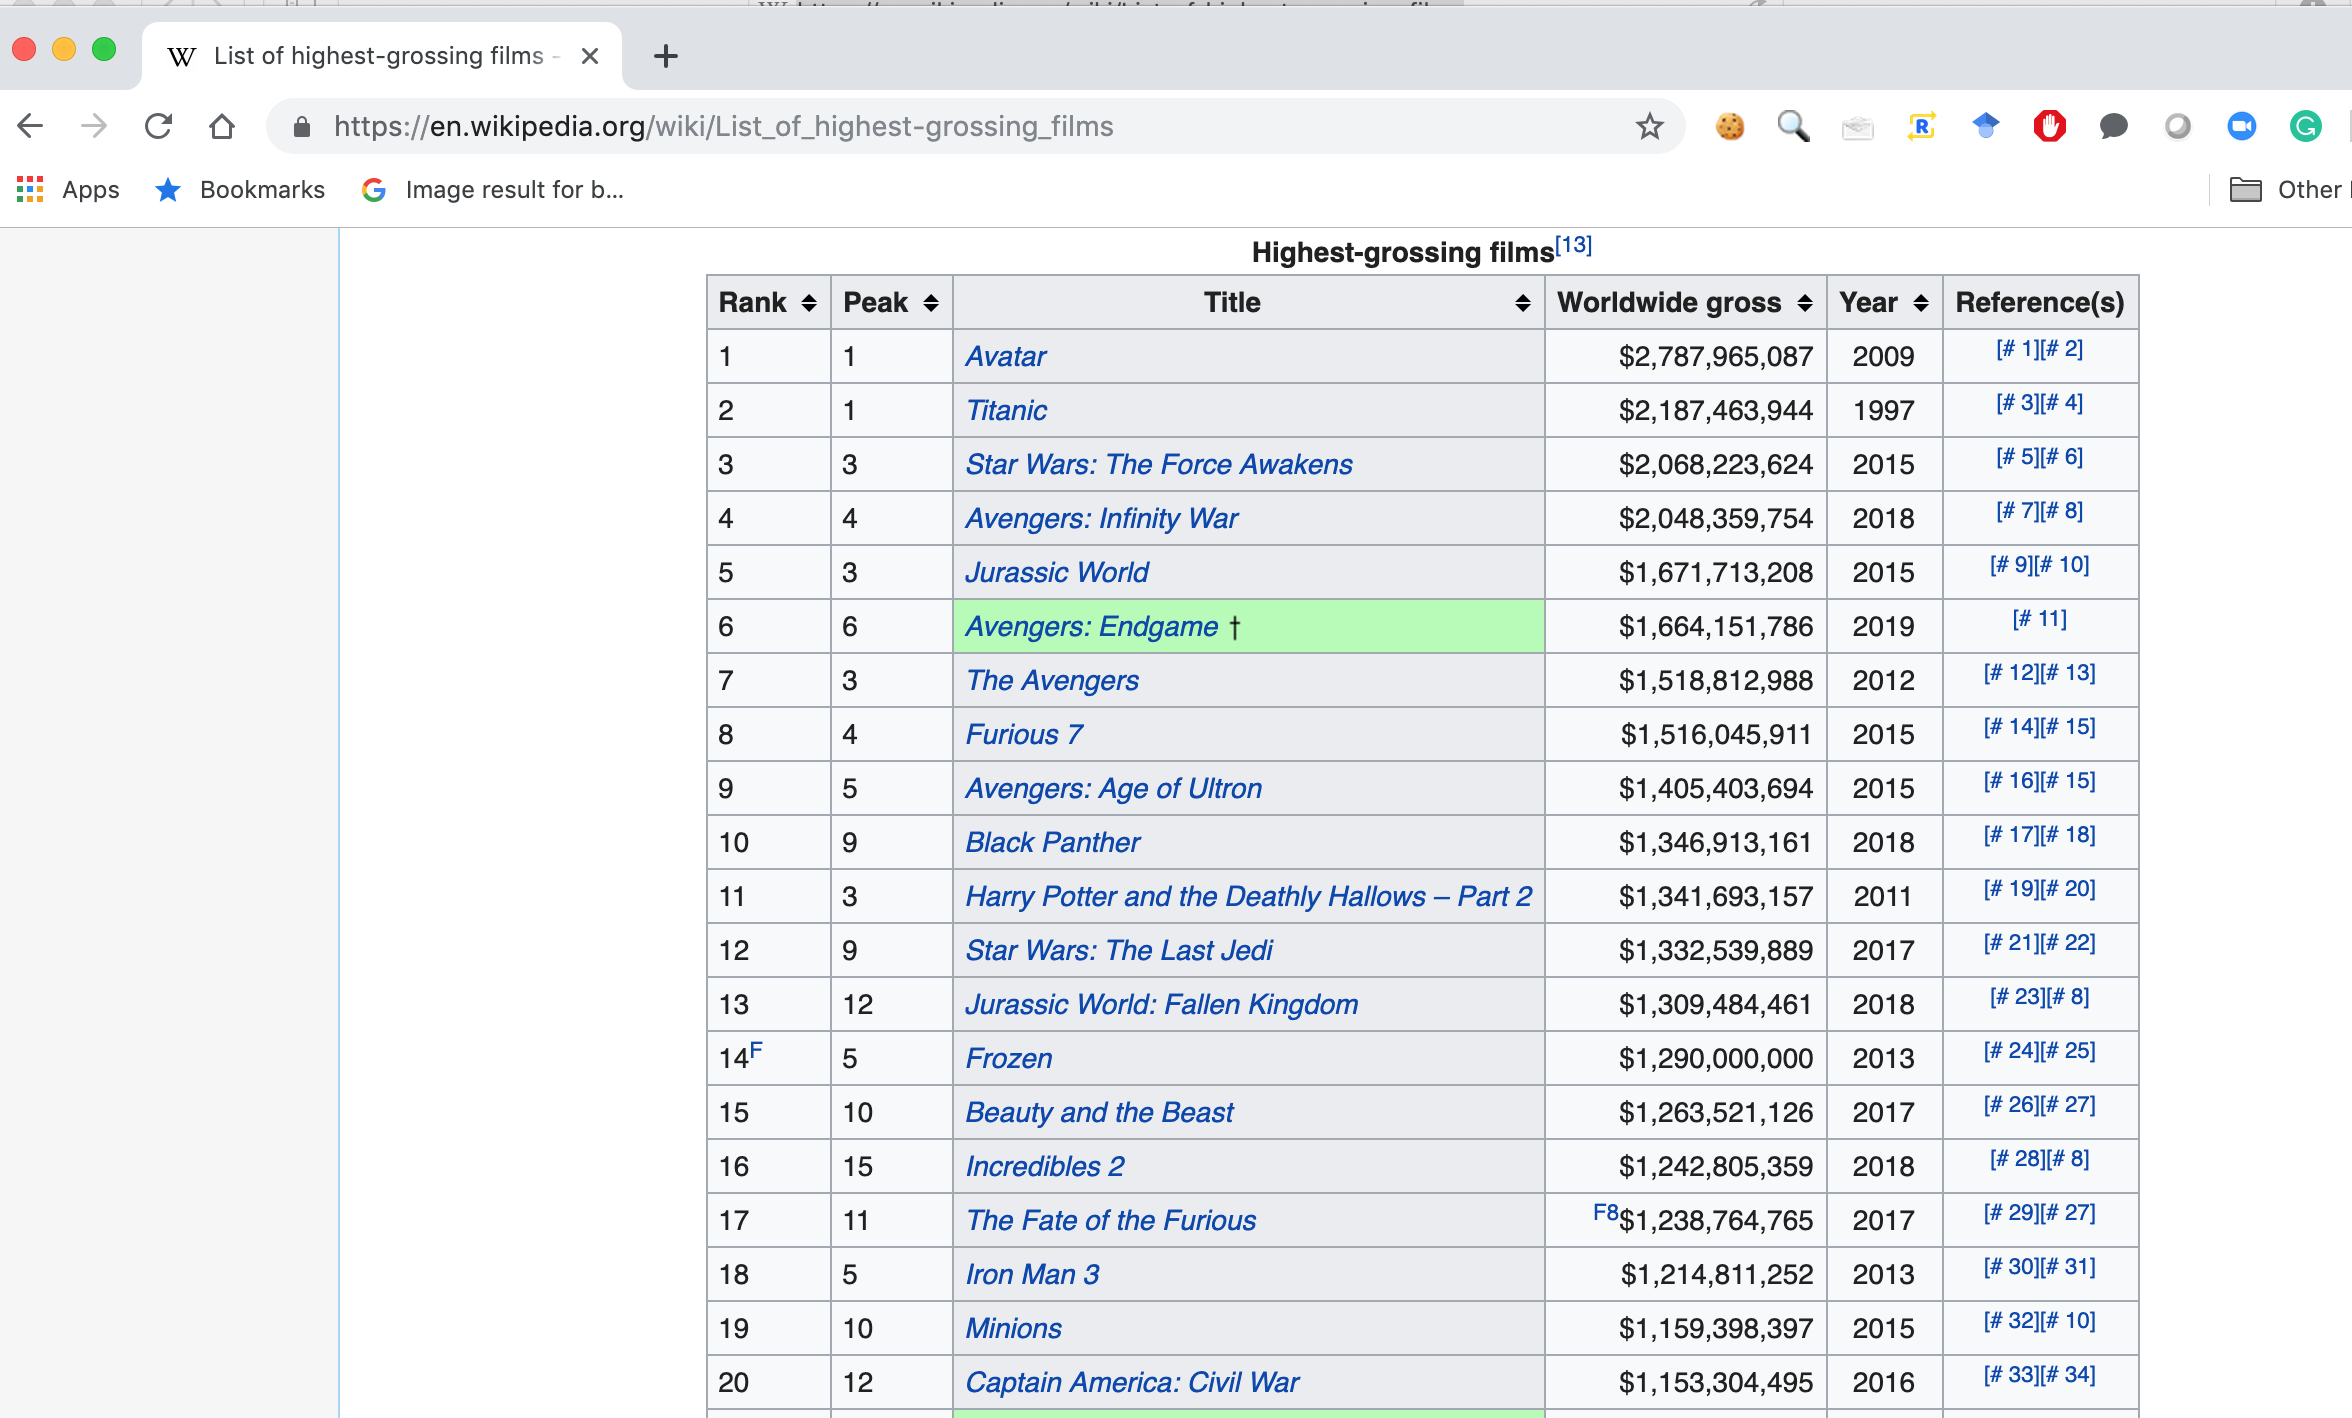 List of highest-grossing films -
https://en.wikipedia.org/wiki/List_of_highest-grossing_films
Apps Bookmarks Image result for b... Other
Highest-grossing films[13]
Rank Peak Title Worldwide gross Year Reference(s)
1 1 Avatar $2,787,965,087 2009 [# 1][# 2]
2 1 Titanic $2,187,463,944 1997 [# 3][# 4]
3 3 Star Wars: The Force Awakens $2,068,223,624 2015 [# 5][# 6]
4 4 Avengers: Infinity War $2,048,359,754 2018 [# 7][# 8]
5 3 Jurassic World $1,671,713,208 2015 [# 9][# 10]
6 6 Avengers: Endgame † $1,664,151,786 2019 [# 11]
7 3 The Avengers $1,518,812,988 2012 [# 12][# 13]
8 4 Furious 7 $1,516,045,911 2015 [# 14][# 15]
9 5 Avengers: Age of Ultron $1,405,403,694 2015 [# 16][# 15]
10 9 Black Panther $1,346,913,161 2018 [# 17][# 18]
11 3 Harry Potter and the Deathly Hallows – Part 2 $1,341,693,157 2011 [# 19][# 20]
12 9 Star Wars: The Last Jedi $1,332,539,889 2017 [# 21][# 22]
13 12 Jurassic World: Fallen Kingdom $1,309,484,461 2018 [# 23][# 8]
14F 5 Frozen $1,290,000,000 2013 [# 24][# 25]
15 10 Beauty and the Beast $1,263,521,126 2017 [# 26][# 27]
16 15 Incredibles 2 $1,242,805,359 2018 [# 28][# 8]
17 11 The Fate of the Furious F8$1,238,764,765 2017 [# 29][# 27]
18 5 Iron Man 3 $1,214,811,252 2013 [# 30][# 31]
19 10 Minions $1,159,398,397 2015 [# 32][# 10]
20 12 Captain America: Civil War $1,153,304,495 2016 [# 33][# 34]